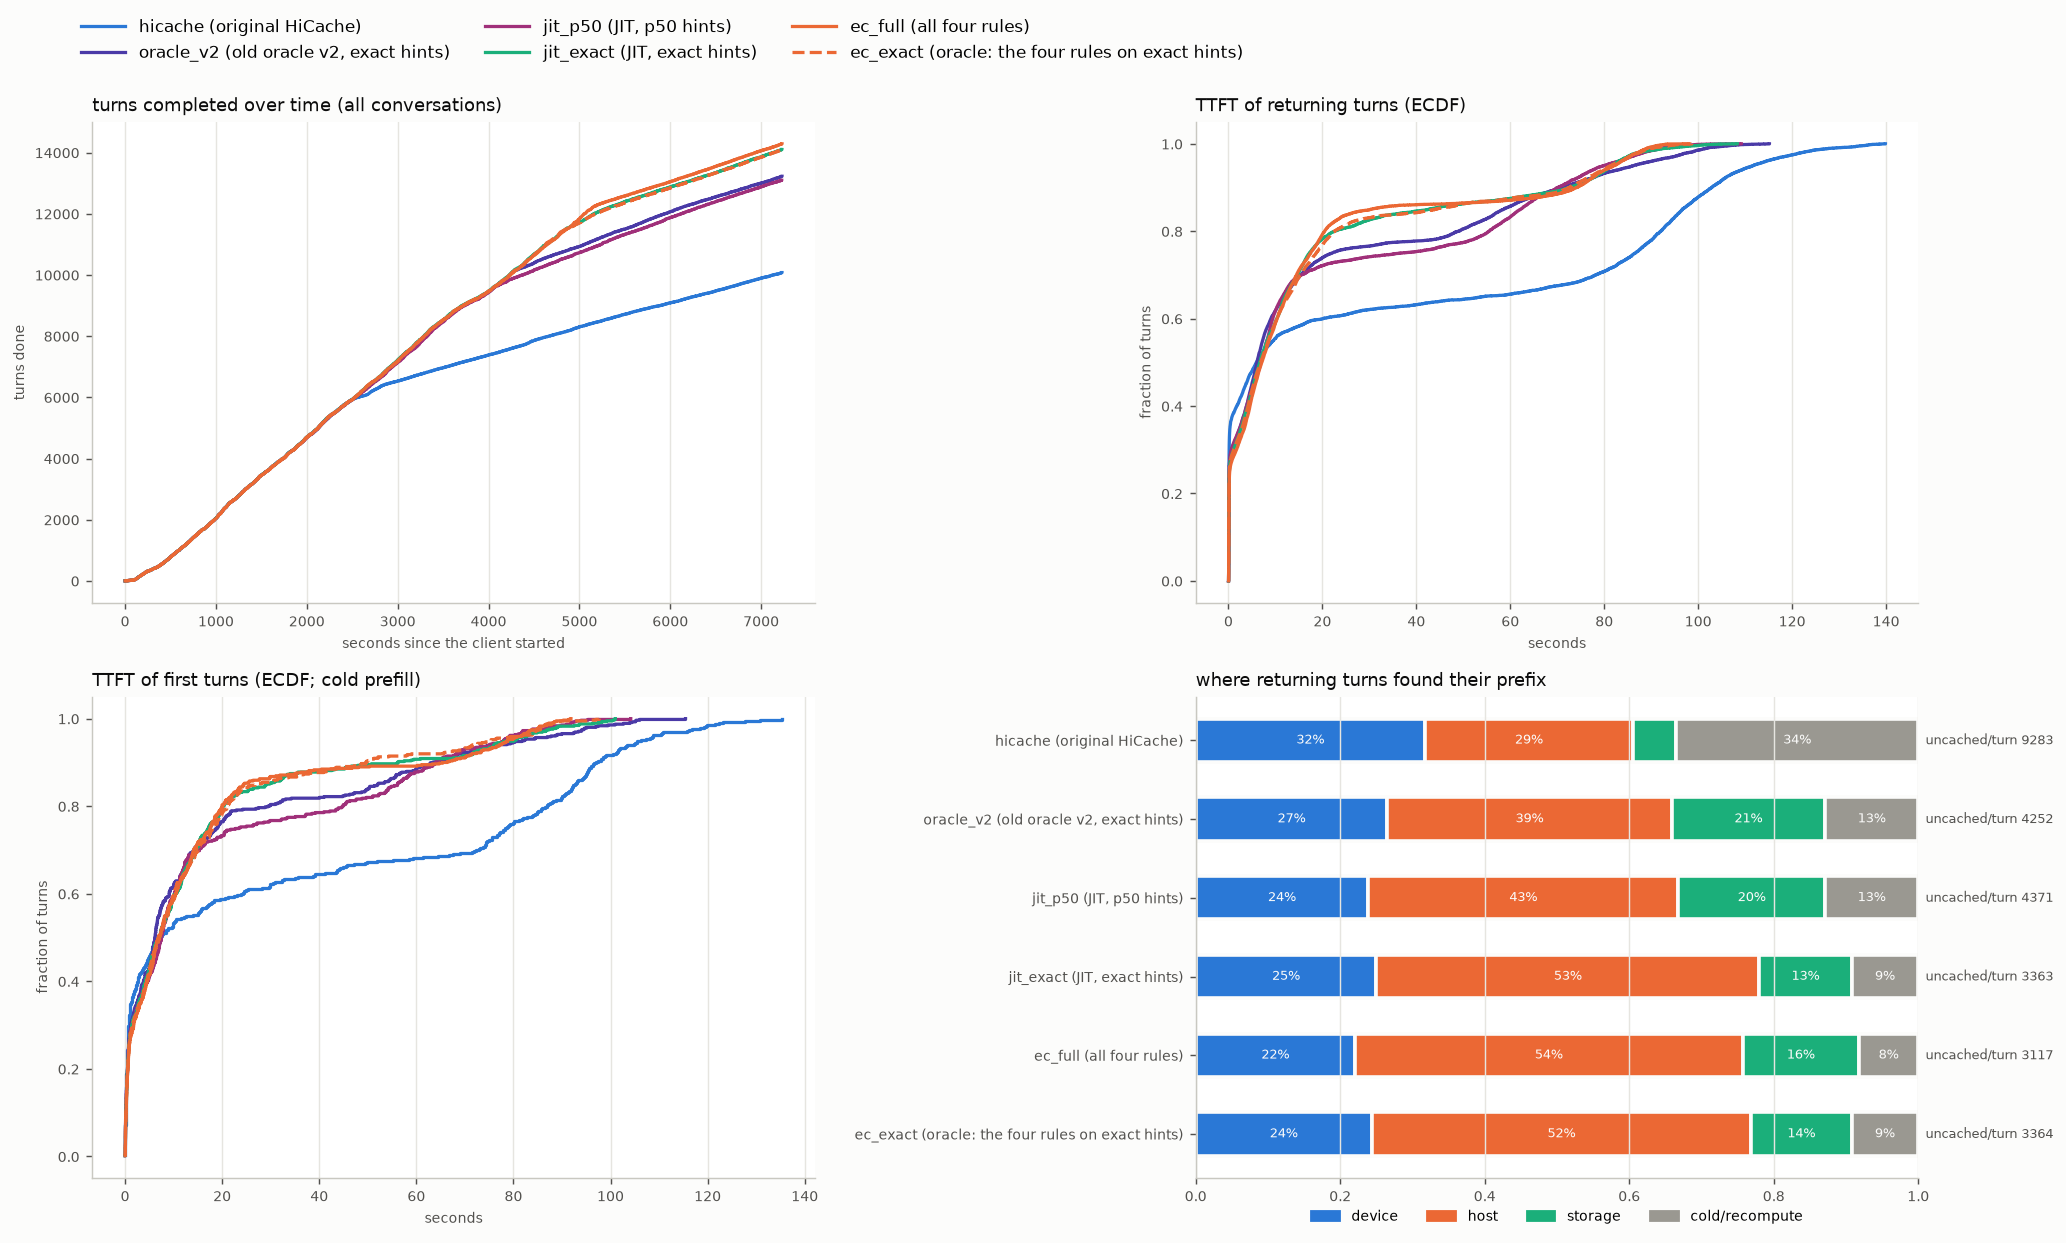 hicache (original HiCache)
oracle_v2 (old oracle v2, exact hints)
jit_p50 (JIT, p50 hints)
jit_exact (JIT, exact hints)
ec_full (all four rules)
ec_exact (oracle: the four rules on exact hints)
turns completed over time (all conversations)
turns done
14000
12000
10000
8000
6000
4000
2000
0
0 1000 2000 3000 4000 5000 6000 7000
seconds since the client started
TTFT of returning turns (ECDF)
fraction of turns
1.0
0.8
0.6
0.4
0.2
0.0
0 20 40 60 80 100 120 140
seconds
TTFT of first turns (ECDF; cold prefill)
fraction of turns
1.0
0.8
0.6
0.4
0.2
0.0
0 20 40 60 80 100 120 140
seconds
where returning turns found their prefix
hicache (original HiCache) 32% 29% 34% uncached/turn 9283
oracle_v2 (old oracle v2, exact hints) 27% 39% 21% 13% uncached/turn 4252
jit_p50 (JIT, p50 hints) 24% 43% 20% 13% uncached/turn 4371
jit_exact (JIT, exact hints) 25% 53% 13% 9% uncached/turn 3363
ec_full (all four rules) 22% 54% 16% 8% uncached/turn 3117
ec_exact (oracle: the four rules on exact hints) 24% 52% 14% 9% uncached/turn 3364
0.0 0.2 0.4 0.6 0.8 1.0
device host storage cold/recompute